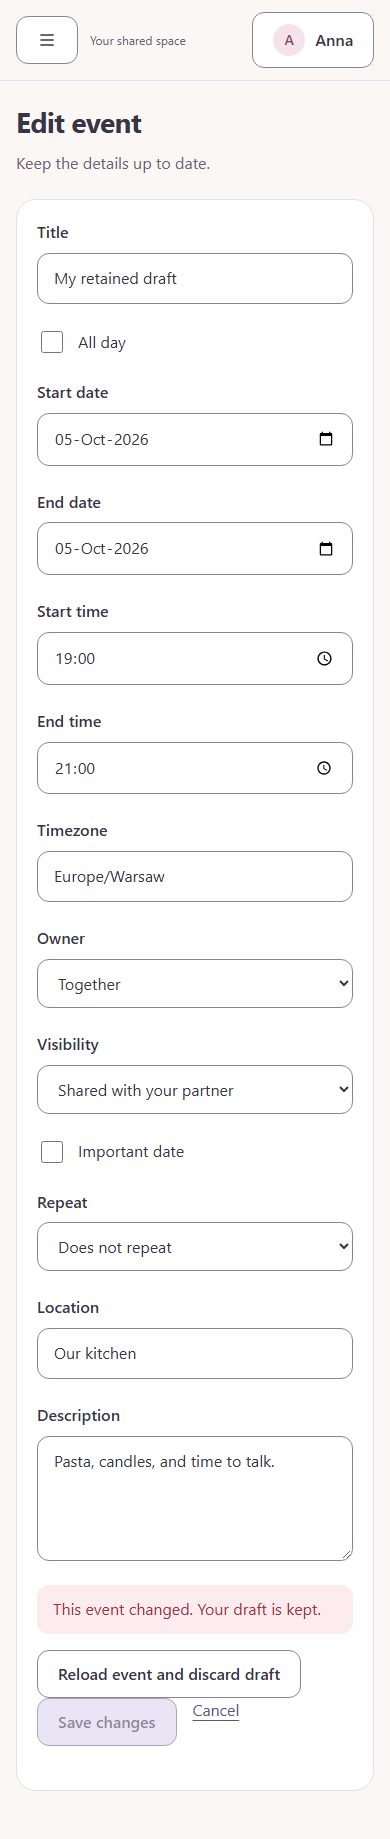 Your shared space
A
Anna
Edit event
Keep the details up to date.
Title
My retained draft
All day
Start date
05-Oct-2026
End date
05-Oct-2026
Start time
19:00
End time
21:00
Timezone
Europe/Warsaw
Owner
Together
Visibility
Shared with your partner
Important date
Repeat
Does not repeat
Location
Our kitchen
Description
Pasta, candles, and time to talk.
This event changed. Your draft is kept.
Reload event and discard draft
Save changes
Cancel